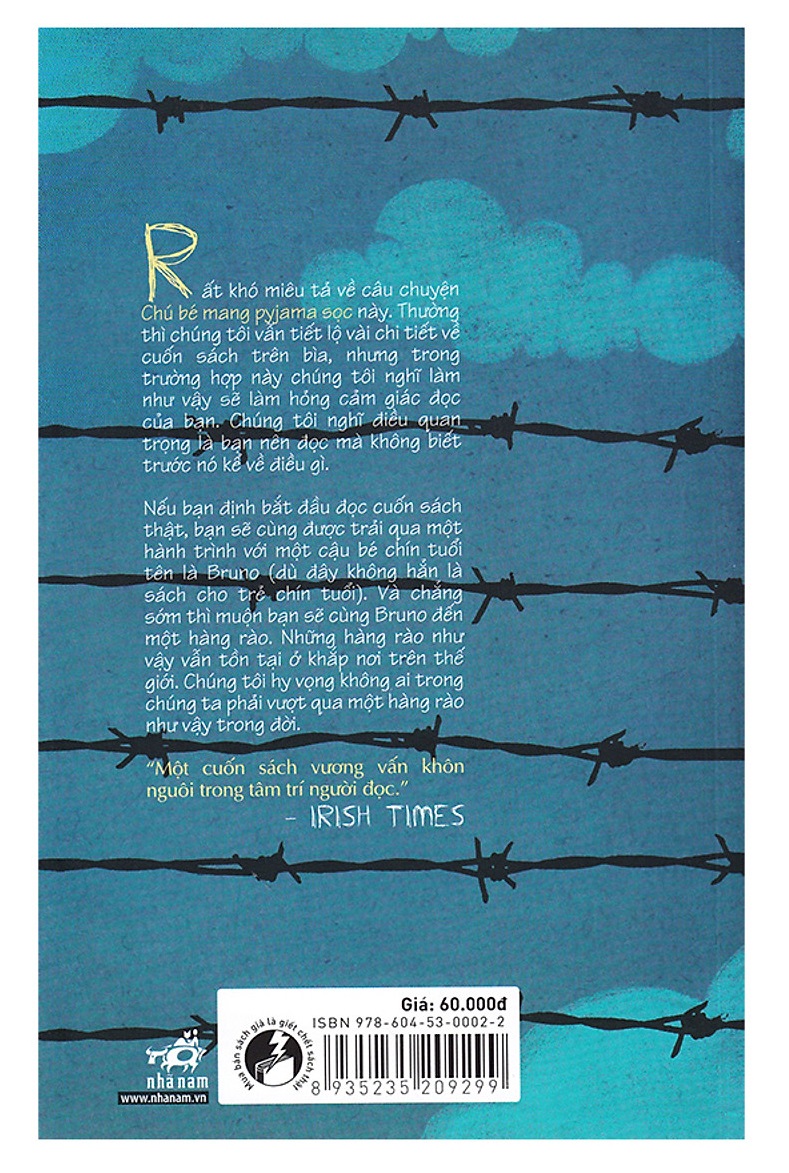 Rất khó miêu tả về câu chuyện
Chú bé mang pyjama sọc này. Thường
thì chúng tôi vẫn tiết lộ vài chi tiết về
cuốn sách trên bìa, nhưng trong
trường hợp này chúng tôi nghĩ làm
như vậy sẽ làm hỏng cảm giác đọc
của bạn. Chúng tôi nghĩ điều quan
trọng là bạn nên đọc mà không biết
trước nó kể về điều gì.
Nếu bạn định bắt đầu đọc cuốn sách
thật, bạn sẽ cùng được trải qua một
hành trình với một cậu bé chín tuổi
tên là Bruno (dù đây không hẳn là
sách cho trẻ chín tuổi). Và chẳng
sớm thì muộn bạn sẽ cùng Bruno đến
một hàng rào. Những hàng rào như
vậy vẫn tồn tại ở khắp nơi trên thế
giới. Chúng tôi hy vọng không ai trong
chúng ta phải vượt qua một hàng rào
như vậy trong đời.
“Một cuốn sách vương vấn khôn
nguôi trong tâm trí người đọc.”
– IRISH TIMES
Giá: 60.000đ
ISBN 978-604-53-0002-2
Mua bán sách giả là giết chết sách thật
8 935235 209299
nhã nam
www.nhanam.vn